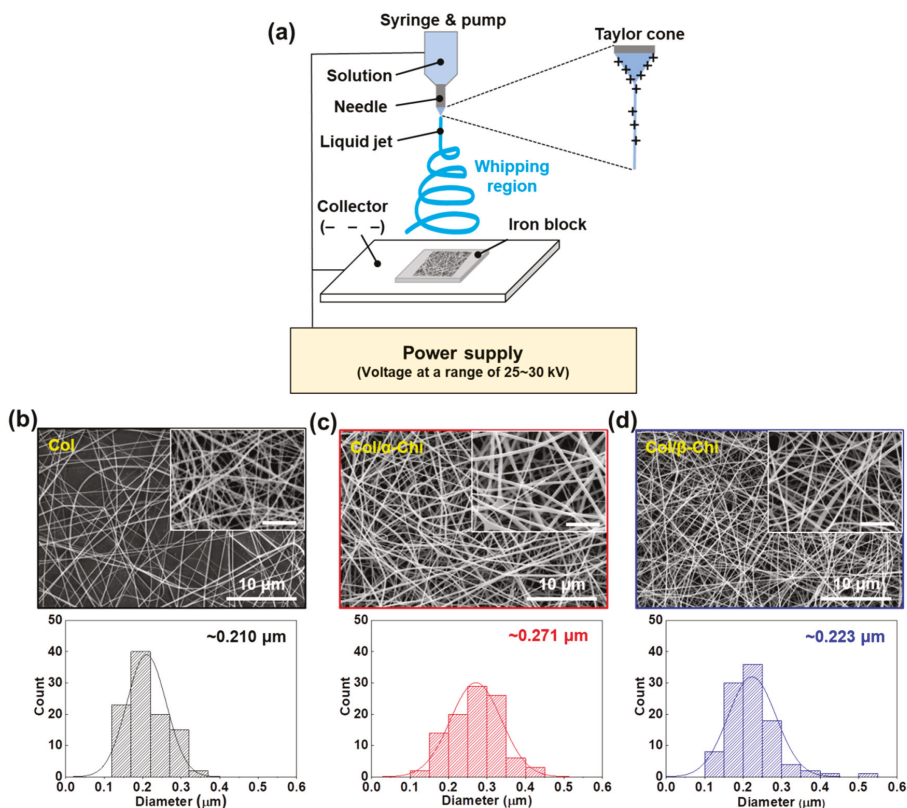 (a)
Syringe & pump
Taylor cone
Solution
Needle
Liquid jet
Whipping
region
Collector
(− − −)
Iron block
+ + + + + + + + + + +
Power supply
(Voltage at a range of 25~30 kV)
(b)
Col
10 μm
(c)
Col/α-Chi
10 μm
(d)
Col/β-Chi
10 μm
~0.210 μm
Count
50
40
30
20
10
0
0.0 0.1 0.2 0.3 0.4 0.5 0.6
Diameter (μm)
~0.271 μm
Count
50
40
30
20
10
0
0.0 0.1 0.2 0.3 0.4 0.5 0.6
Diameter (μm)
~0.223 μm
Count
50
40
30
20
10
0
0.0 0.1 0.2 0.3 0.4 0.5 0.6
Diameter (μm)